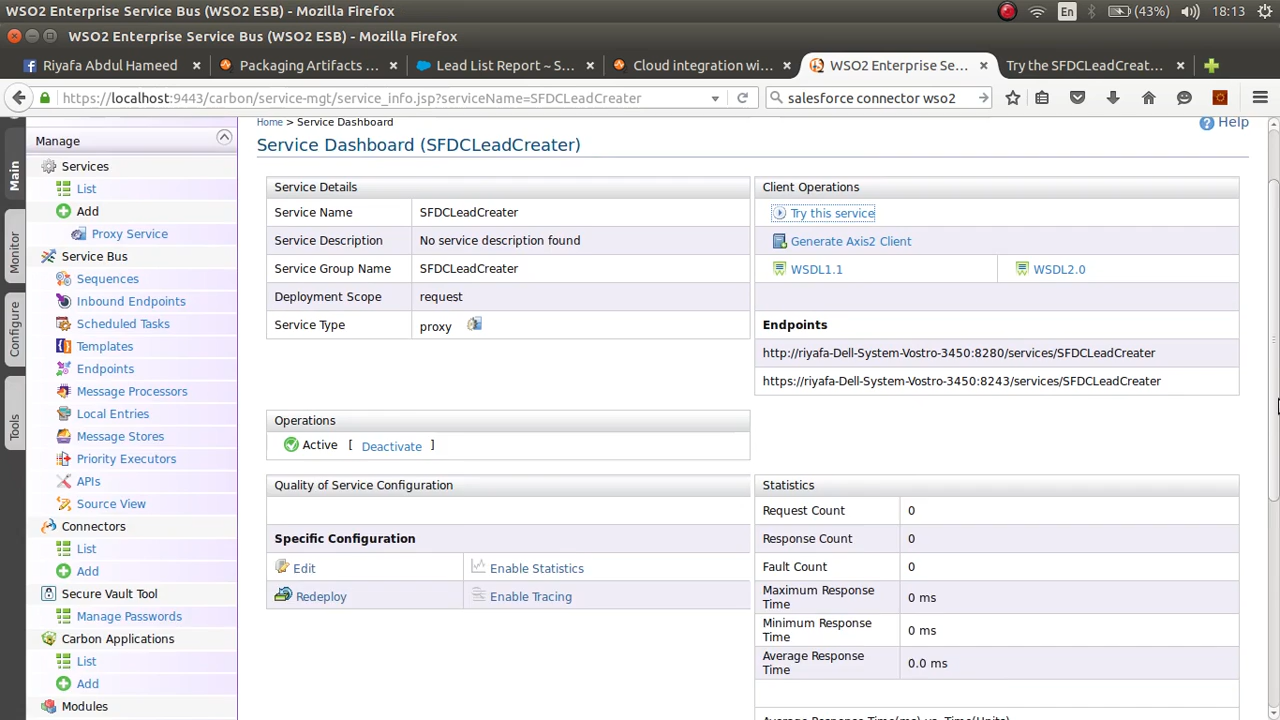 WSO2 Enterprise Service Bus (WSO2 ESB) - Mozilla Firefox En (43%) 18:13
WSO2 Enterprise Service Bus (WSO2 ESB) - Mozilla Firefox
Riyafa Abdul Hameed Packaging Artifacts ... Lead List Report ~ S... Cloud integration wi... WSO2 Enterprise Se... Try the SFDCLeadCreat...
https://localhost:9443/carbon/service-mgt/service_info.jsp?serviceName=SFDCLeadCreater salesforce connector wso2
Main
Monitor
Configure
Tools
Manage
Services
List
Add
Proxy Service
Service Bus
Sequences
Inbound Endpoints
Scheduled Tasks
Templates
Endpoints
Message Processors
Local Entries
Message Stores
Priority Executors
APIs
Source View
Connectors
List
Add
Secure Vault Tool
Manage Passwords
Carbon Applications
List
Add
Modules
Home > Service Dashboard
Help
Service Dashboard (SFDCLeadCreater)
Service Details
Service Name SFDCLeadCreater
Service Description No service description found
Service Group Name SFDCLeadCreater
Deployment Scope request
Service Type proxy
Client Operations
Try this service
Generate Axis2 Client
WSDL1.1 WSDL2.0
Endpoints
http://riyafa-Dell-System-Vostro-3450:8280/services/SFDCLeadCreater
https://riyafa-Dell-System-Vostro-3450:8243/services/SFDCLeadCreater
Operations
Active [ Deactivate ]
Quality of Service Configuration
Specific Configuration
Edit Enable Statistics
Redeploy Enable Tracing
Statistics
Request Count 0
Response Count 0
Fault Count 0
Maximum Response
Time 0 ms
Minimum Response
Time 0 ms
Average Response
Time 0.0 ms
Average Response Time(ms) vs. Time(Units)